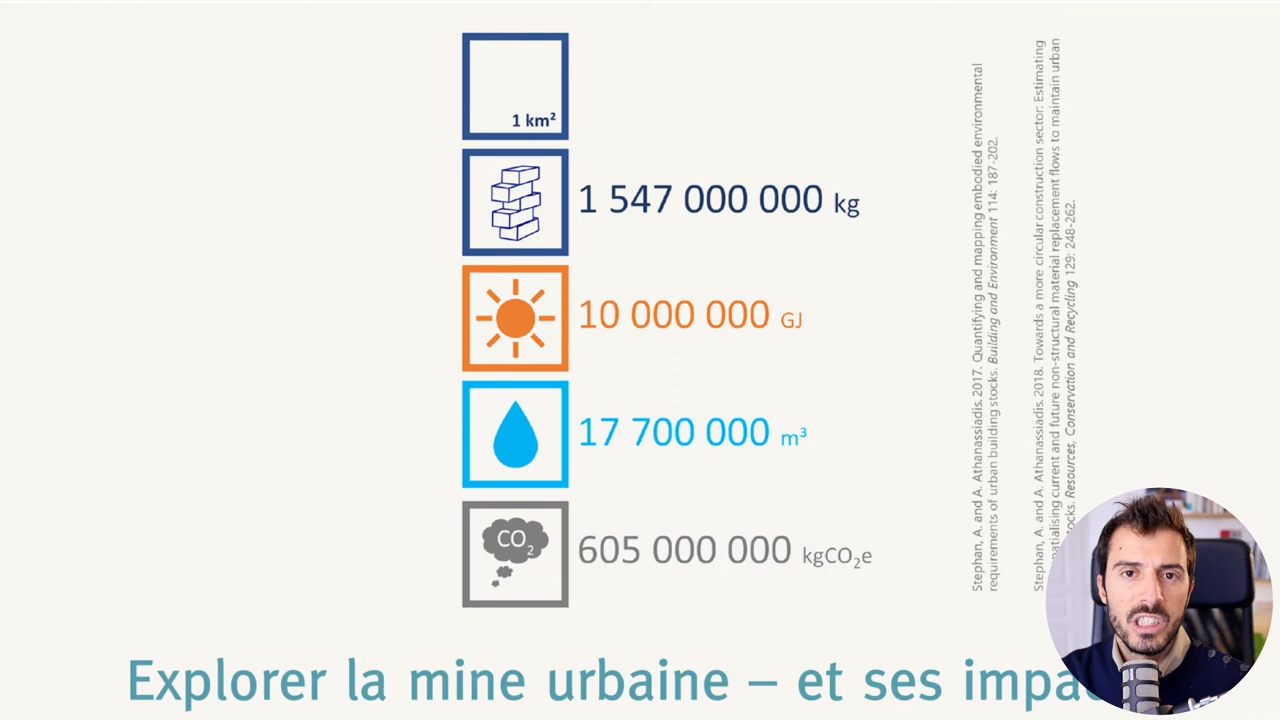 1 km²
1 547 000 000 kg
10 000 000 GJ
17 700 000 m³
CO₂
605 000 000 kgCO₂e
Stephan, A. and A. Athanassiadis. 2017. Quantifying and mapping embodied environmental
requirements of urban building stocks. Building and Environment 114: 187-202.
Stephan, A. and A. Athanassiadis. 2018. Towards a more circular construction sector: Estimating
current and future non-structural material replacement flows to maintain urban
Resources, Conservation and Recycling 129: 248-262.
Explorer la mine urbaine – et ses